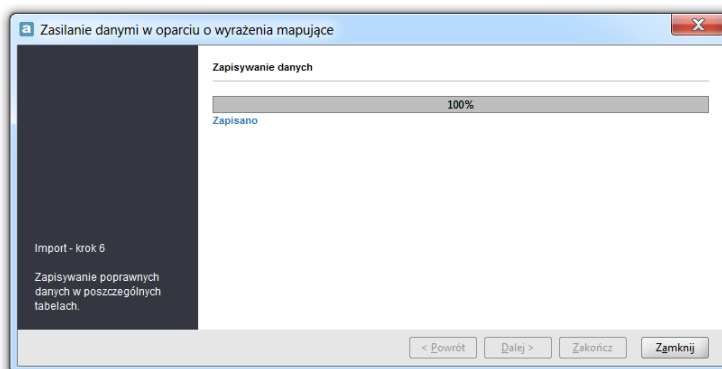 a Zasilanie danymi w oparciu o wyrażenia mapujące X
Zapisywanie danych
100%
Zapisano
Import - krok 6
Zapisywanie poprawnych
danych w poszczególnych
tabelach.
< Powrót Dalej > Zakończ Zamknij